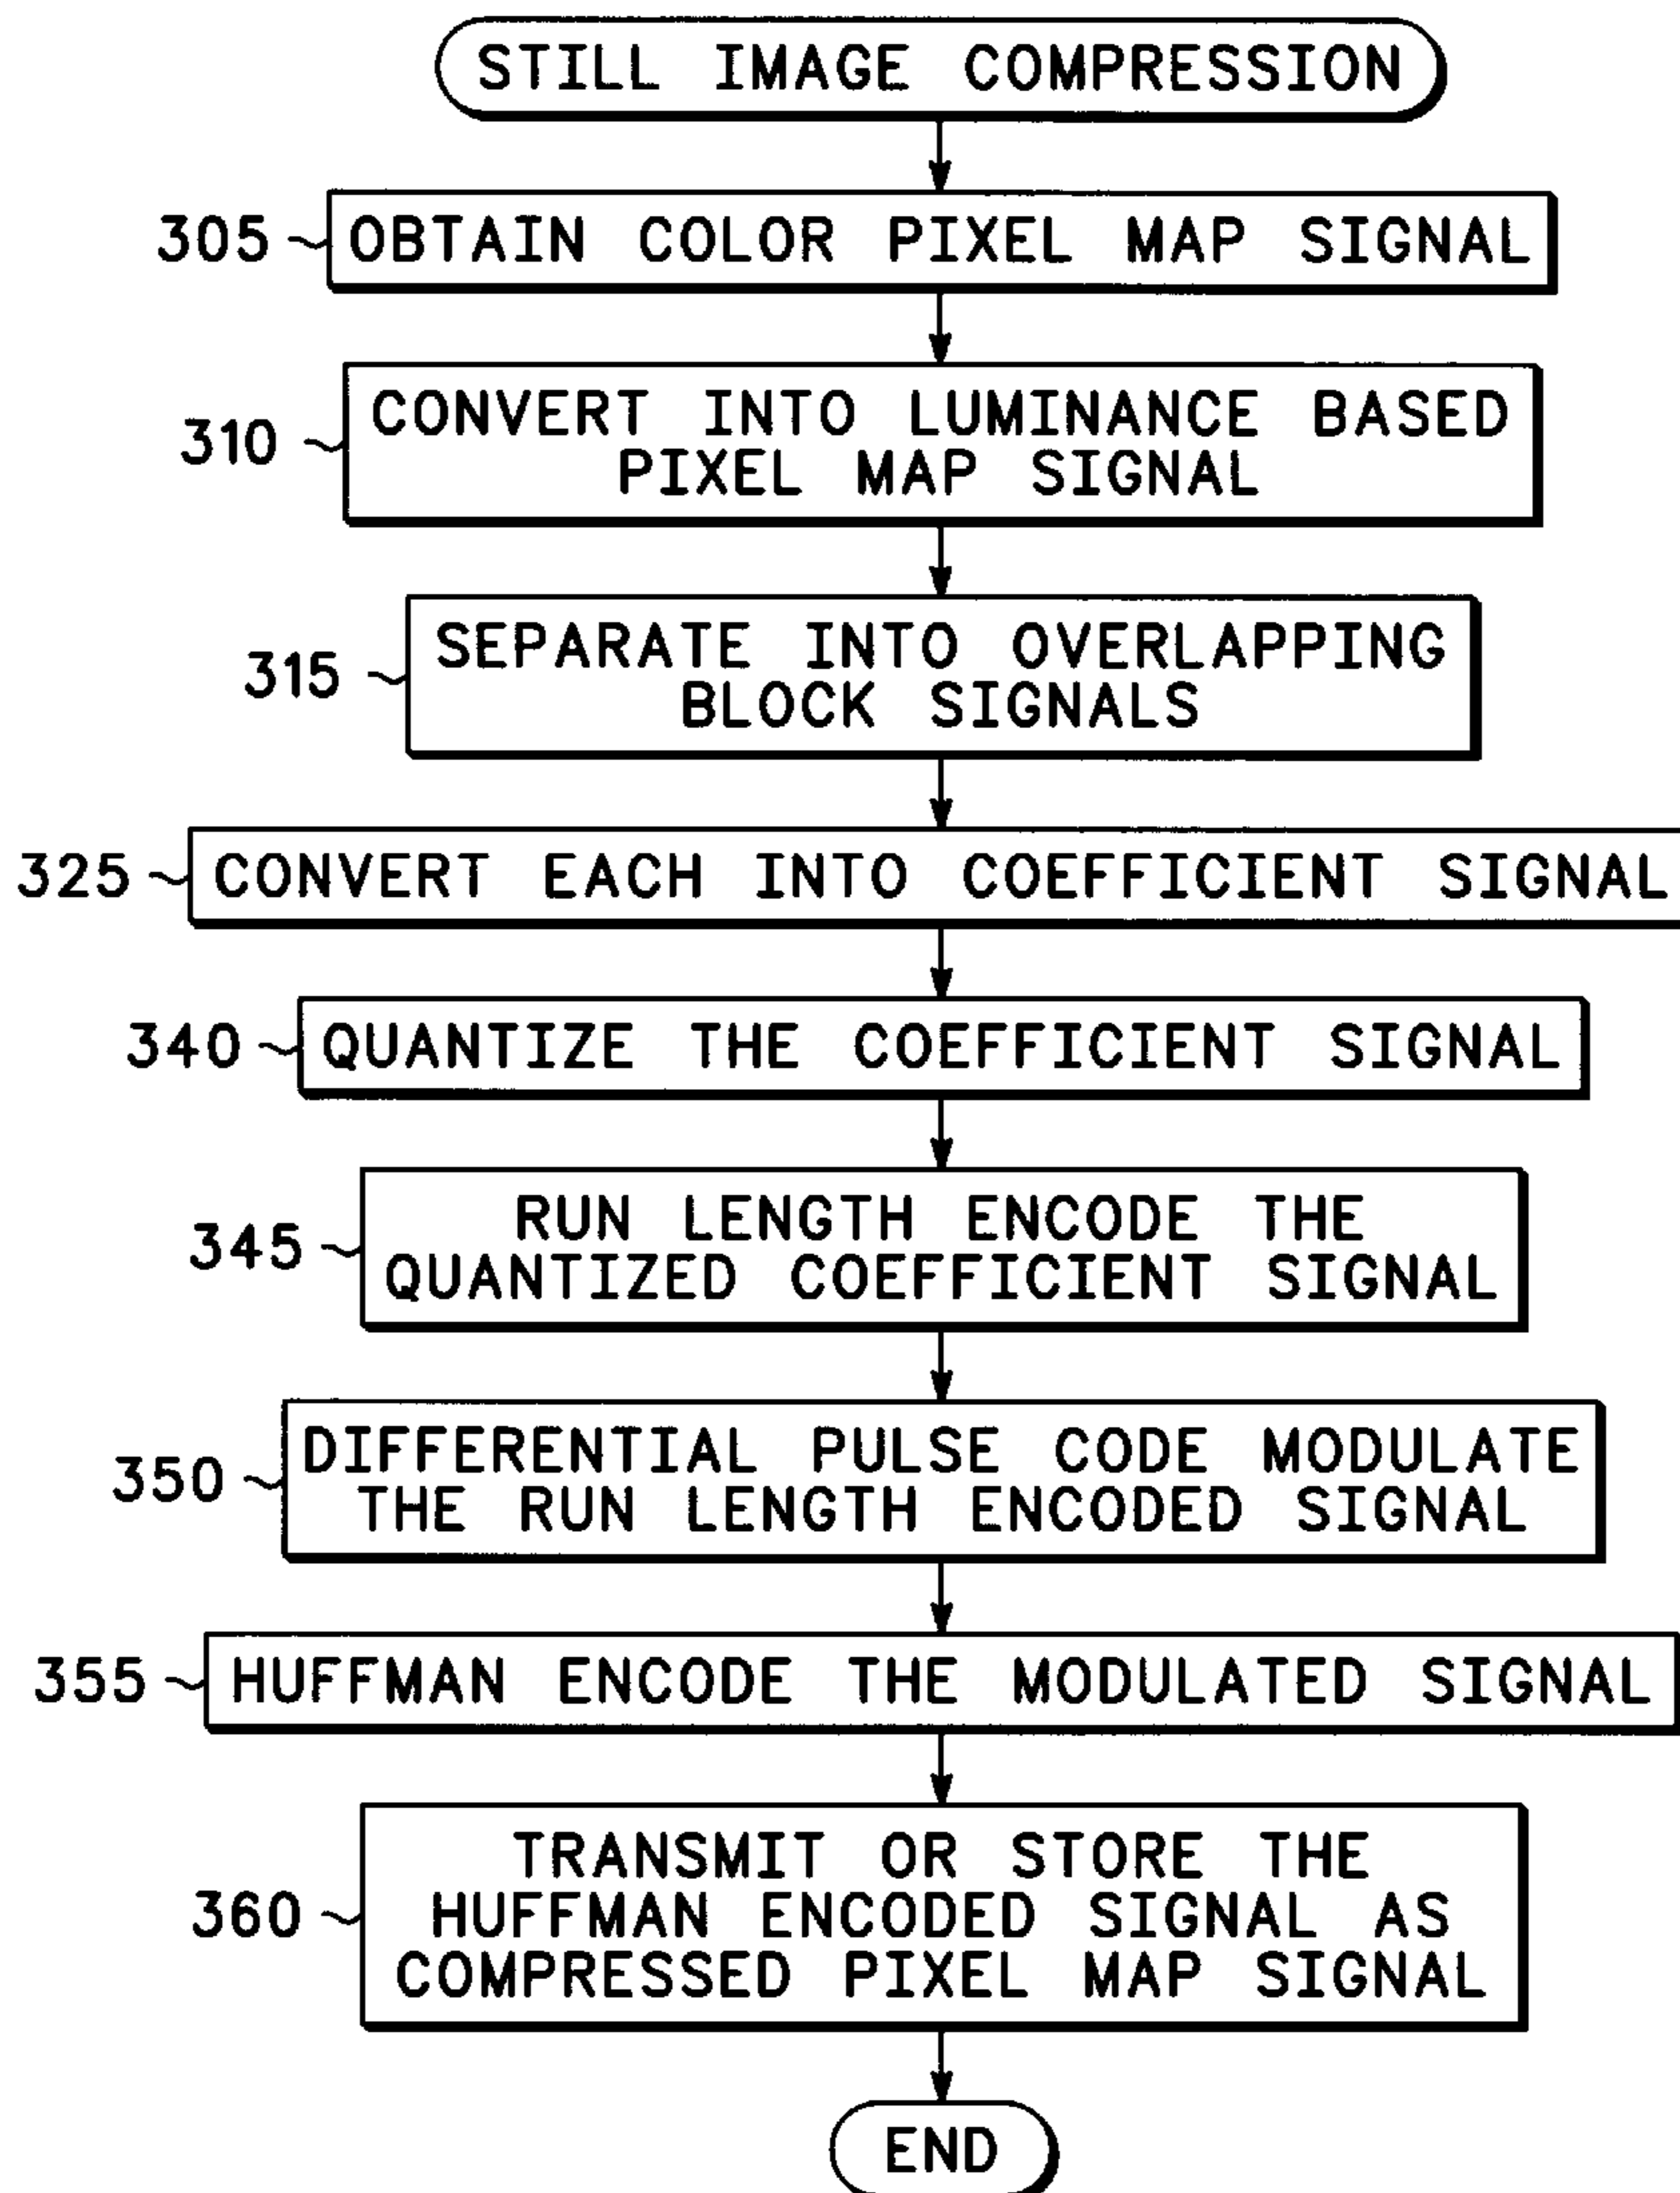 STILL IMAGE COMPRESSION
305 OBTAIN COLOR PIXEL MAP SIGNAL
310 CONVERT INTO LUMINANCE BASED
PIXEL MAP SIGNAL
315 SEPARATE INTO OVERLAPPING
BLOCK SIGNALS
325 CONVERT EACH INTO COEFFICIENT SIGNAL
340 QUANTIZE THE COEFFICIENT SIGNAL
345 RUN LENGTH ENCODE THE
QUANTIZED COEFFICIENT SIGNAL
350 DIFFERENTIAL PULSE CODE MODULATE
THE RUN LENGTH ENCODED SIGNAL
355 HUFFMAN ENCODE THE MODULATED SIGNAL
360 TRANSMIT OR STORE THE
HUFFMAN ENCODED SIGNAL AS
COMPRESSED PIXEL MAP SIGNAL
END